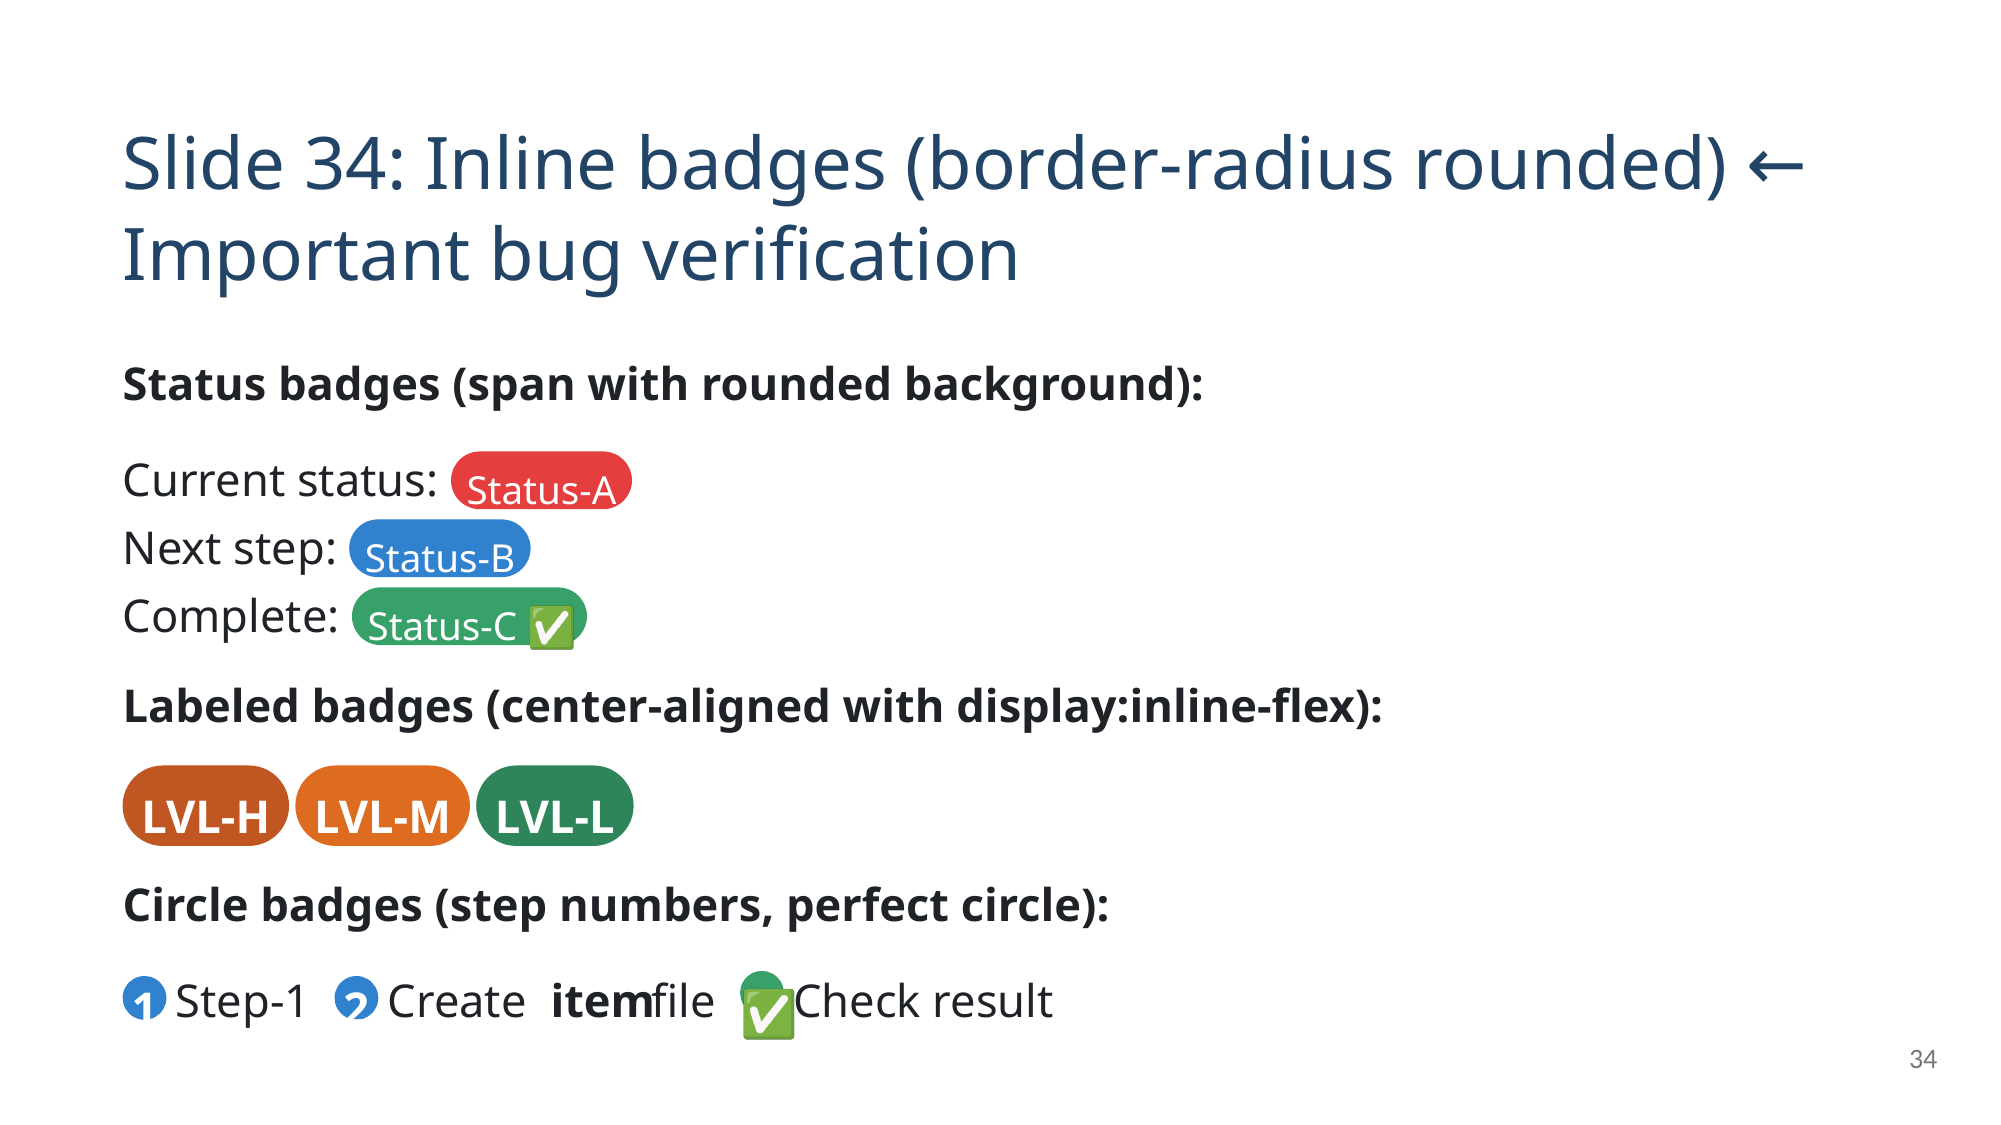 Slide 34: Inline badges (border-radius rounded) ←
Important bug verification
Status badges (span with rounded background):
Current status: Status-A
Next step: Status-B
Complete: Status-C ✅
Labeled badges (center-aligned with display:inline-flex):
LVL-H LVL-M LVL-L
Circle badges (step numbers, perfect circle):
1 Step-1 2 Create item file ✅ Check result
34